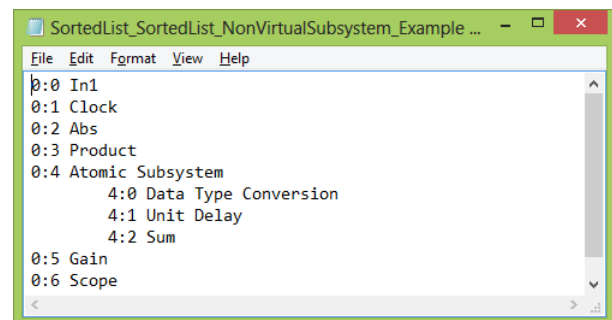 SortedList_SortedList_NonVirtualSubsystem_Example ...
File Edit Format View Help
0:0 In1
0:1 Clock
0:2 Abs
0:3 Product
0:4 Atomic Subsystem
4:0 Data Type Conversion
4:1 Unit Delay
4:2 Sum
0:5 Gain
0:6 Scope